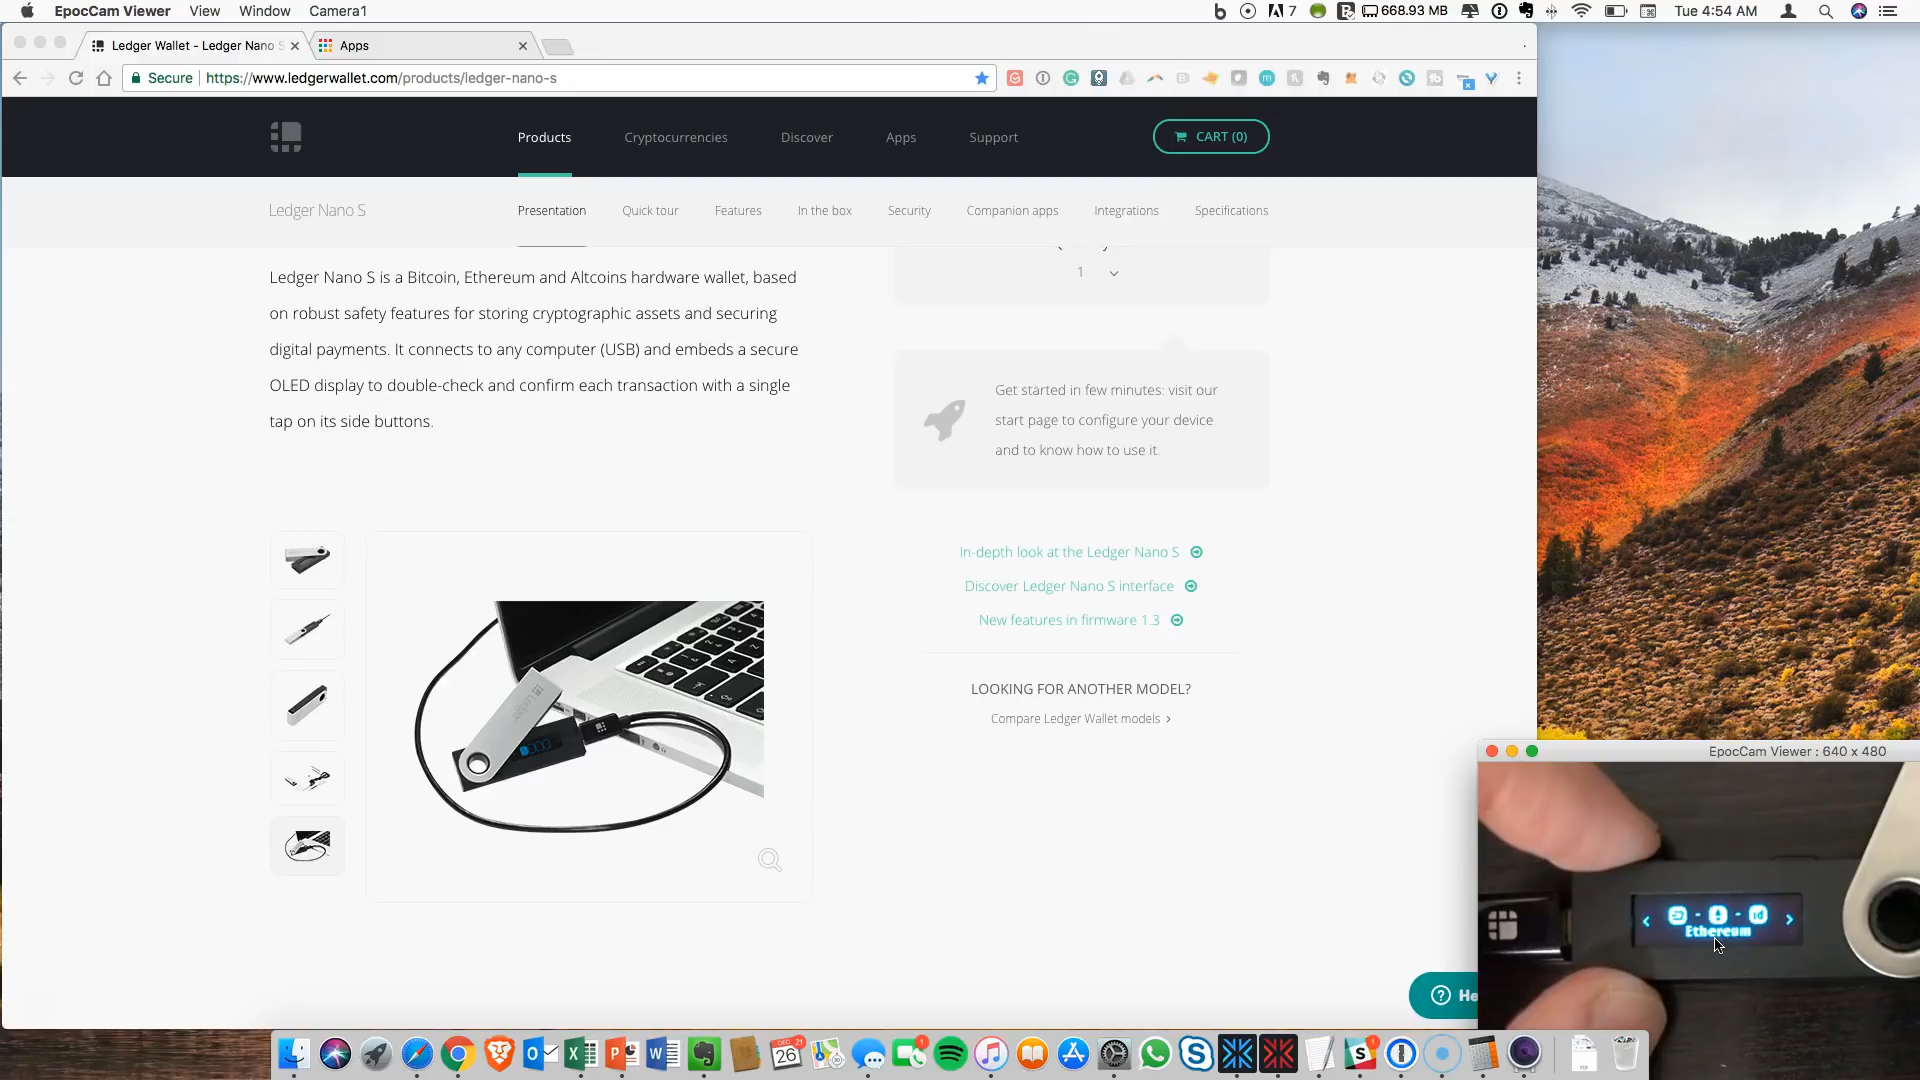 EpocCam Viewer View Window Camera1
7 668.93 MB Tue 4:54 AM
Ledger Wallet - Ledger Nano S Apps
Secure https://www.ledgerwallet.com/products/ledger-nano-s
Products Cryptocurrencies Discover Apps Support CART (0)
Ledger Nano S Presentation Quick tour Features In the box Security Companion apps Integrations Specifications
1
Ledger Nano S is a Bitcoin, Ethereum and Altcoins hardware wallet, based
on robust safety features for storing cryptographic assets and securing
digital payments. It connects to any computer (USB) and embeds a secure
OLED display to double-check and confirm each transaction with a single
tap on its side buttons.
Get started in few minutes: visit our
start page to configure your device
and to know how to use it.
In-depth look at the Ledger Nano S
Discover Ledger Nano S interface
New features in firmware 1.3
LOOKING FOR ANOTHER MODEL?
Compare Ledger Wallet models
Ledger
EpocCam Viewer : 640 x 480
Ethereum
He
DEC 26